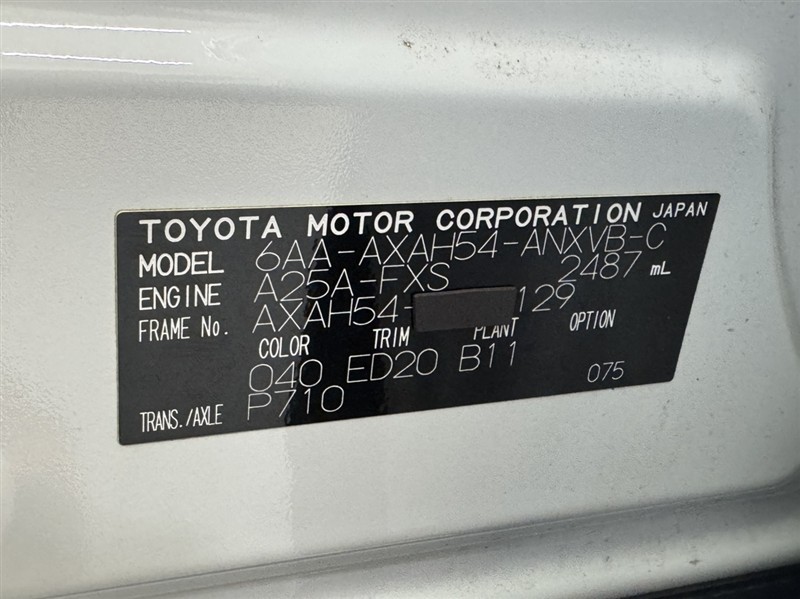 TOYOTA MOTOR CORPORATION JAPAN
MODEL 6AA-AXAH54-ANXVB-C
ENGINE A25A-FXS 2487 mL
FRAME No. AXAH54- 129
COLOR TRIM PLANT OPTION
040 ED20 B11 075
TRANS./AXLE P710